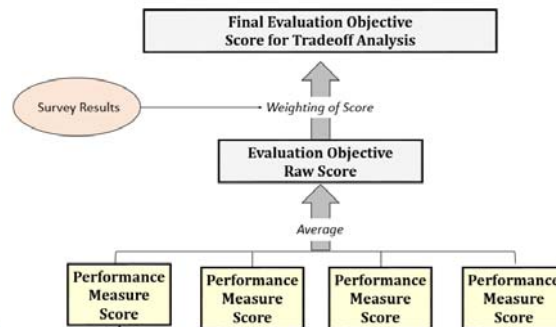 Final Evaluation Objective
Score for Tradeoff Analysis
Survey Results
Weighting of Score
Evaluation Objective
Raw Score
Average
Performance
Measure
Score
Performance
Measure
Score
Performance
Measure
Score
Performance
Measure
Score